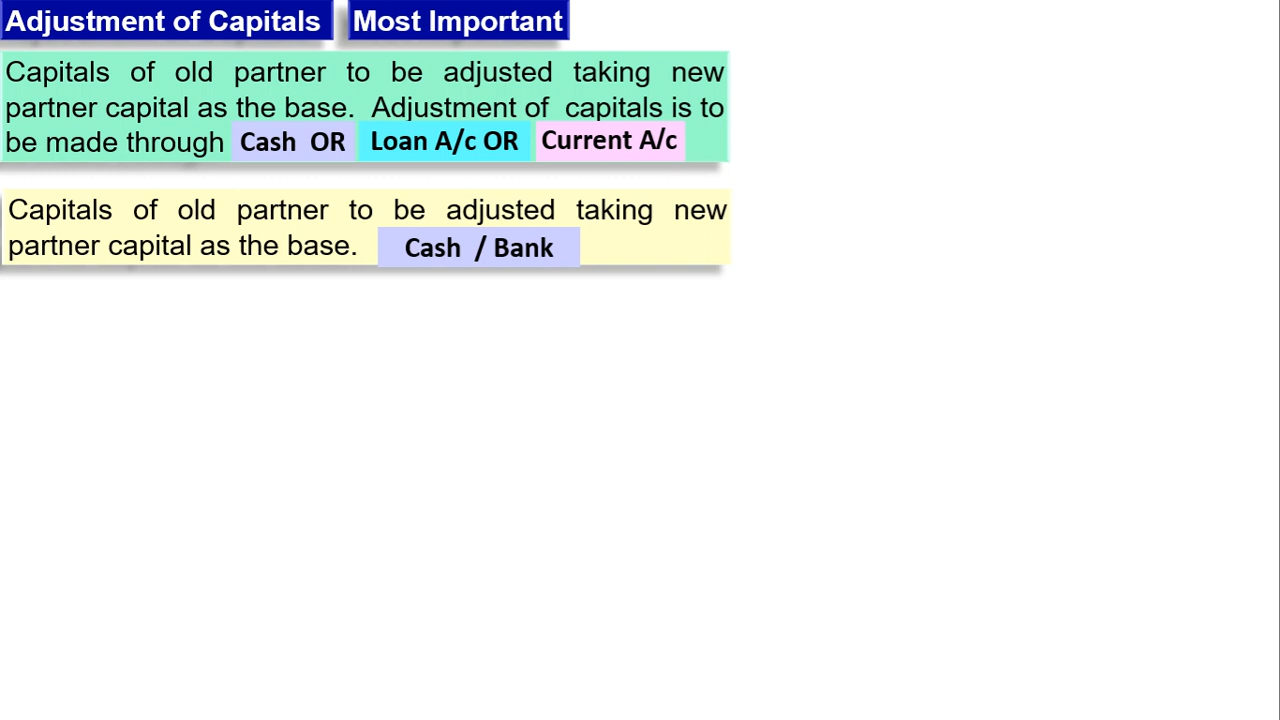 Adjustment of Capitals Most Important
Capitals of old partner to be adjusted taking new
partner capital as the base. Adjustment of capitals is to
be made through Cash OR Loan A/c OR Current A/c
Capitals of old partner to be adjusted taking new
partner capital as the base. Cash / Bank